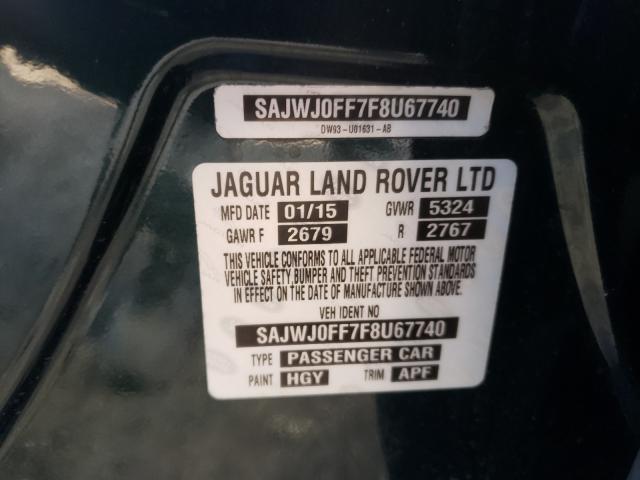 SAJWJ0FF7F8U67740
DW93-U01631-AB
JAGUAR LAND ROVER LTD
MFD DATE 01/15 GVWR 5324
GAWR F 2679 R 2767
THIS VEHICLE CONFORMS TO ALL APPLICABLE FEDERAL MOTOR
VEHICLE SAFETY,BUMPER AND THEFT PREVENTION STANDARDS
IN EFFECT ON THE DATE OF MANUFACTURE SHOWN ABOVE.
VEH IDENT NO
SAJWJ0FF7F8U67740
TYPE PASSENGER CAR
PAINT HGY TRIM APF